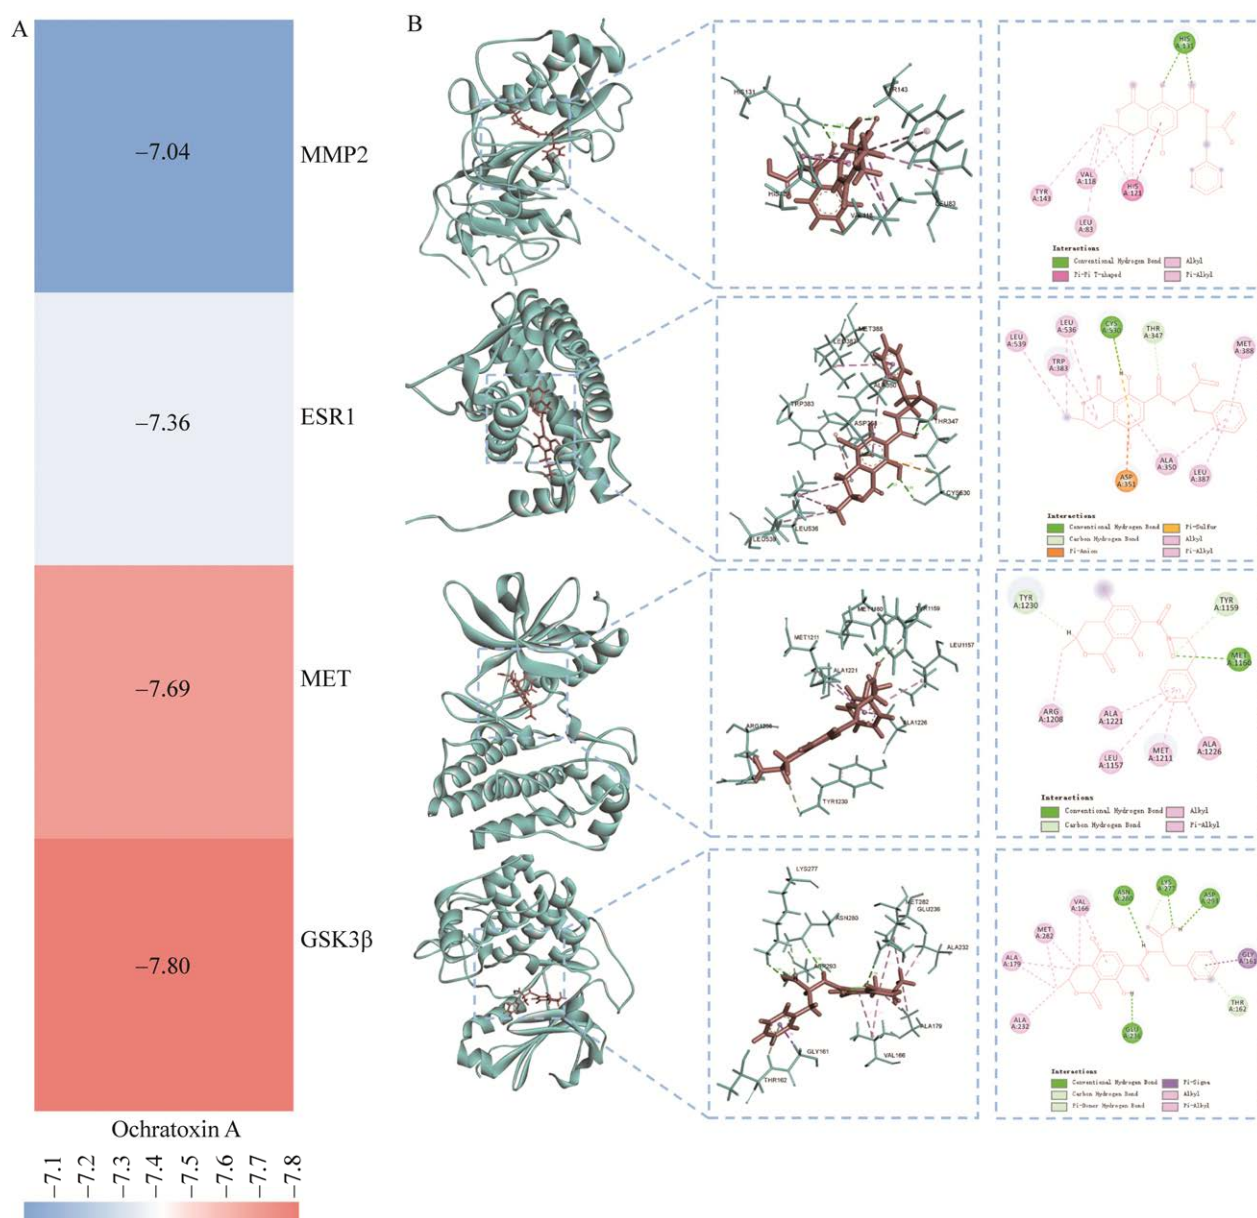 A
B
−7.04
MMP2
−7.36
ESR1
−7.69
MET
−7.80
GSK3β
Ochratoxin A
−7.1
−7.2
−7.3
−7.4
−7.5
−7.6
−7.7
−7.8
HIS131
LEU83
HIS
A:131
TYR
A:143
VAL
A:118
LEU
A:83
HIS
A:121
Interactions
Conventional Hydrogen Bond
Alkyl
Pi-Pi T-shaped
Pi-Alkyl
MET388
TRP383
THR347
CYS530
LEU536
LEU539
LEU
A:539
LEU
A:536
TRP
A:383
CYS
A:530
THR
A:347
MET
A:388
ASP
A:351
ALA
A:350
LEU
A:387
Interactions
Conventional Hydrogen Bond
Pi-Sulfur
Carbon Hydrogen Bond
Alkyl
Pi-Anion
Pi-Alkyl
TYR1159
MET1211
LEU1157
ALA1221
ALA1226
TYR1230
TYR
A:1230
H
TYR
A:1159
MET
A:1160
ARG
A:1208
ALA
A:1221
LEU
A:1157
MET
A:1211
ALA
A:1226
Interactions
Conventional Hydrogen Bond
Alkyl
Carbon Hydrogen Bond
Pi-Alkyl
LYS277
ASN280
GLU238
ALA232
ALA179
VAL166
GLY161
THR162
VAL
A:166
MET
A:282
ALA
A:179
ALA
A:232
THR
A:162
Interactions
Conventional Hydrogen Bond
Pi-Sigma
Carbon Hydrogen Bond
Alkyl
Pi-Donor Hydrogen Bond
Pi-Alkyl